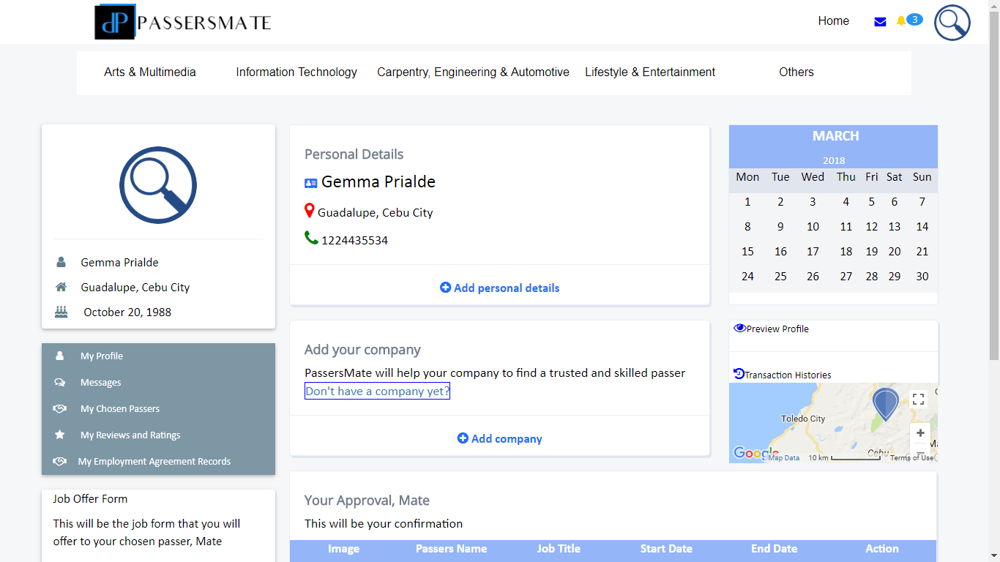 dP PASSERSMATE
Home
3
Arts & Multimedia
Information Technology
Carpentry, Engineering & Automotive
Lifestyle & Entertainment
Others
Gemma Prialde
Guadalupe, Cebu City
October 20, 1988
My Profile
Messages
My Chosen Passers
My Reviews and Ratings
My Employment Agreement Records
Job Offer Form
This will be the job form that you will
offer to your chosen passer, Mate
Personal Details
Gemma Prialde
Guadalupe, Cebu City
1224435534
Add personal details
Add your company
PassersMate will help your company to find a trusted and skilled passer
Don't have a company yet?
Add company
Your Approval, Mate
This will be your confirmation
Image Passers Name Job Title Start Date End Date Action
MARCH
2018
Mon Tue Wed Thu Fri Sat Sun
1 2 3 4 5 6 7
8 9 10 11 12 13 14
15 16 17 18 19 20 21
24 25 26 27 28 29 30
Preview Profile
Transaction Histories
Toledo City
Cebu
Google
Map Data 10 km Terms of Use